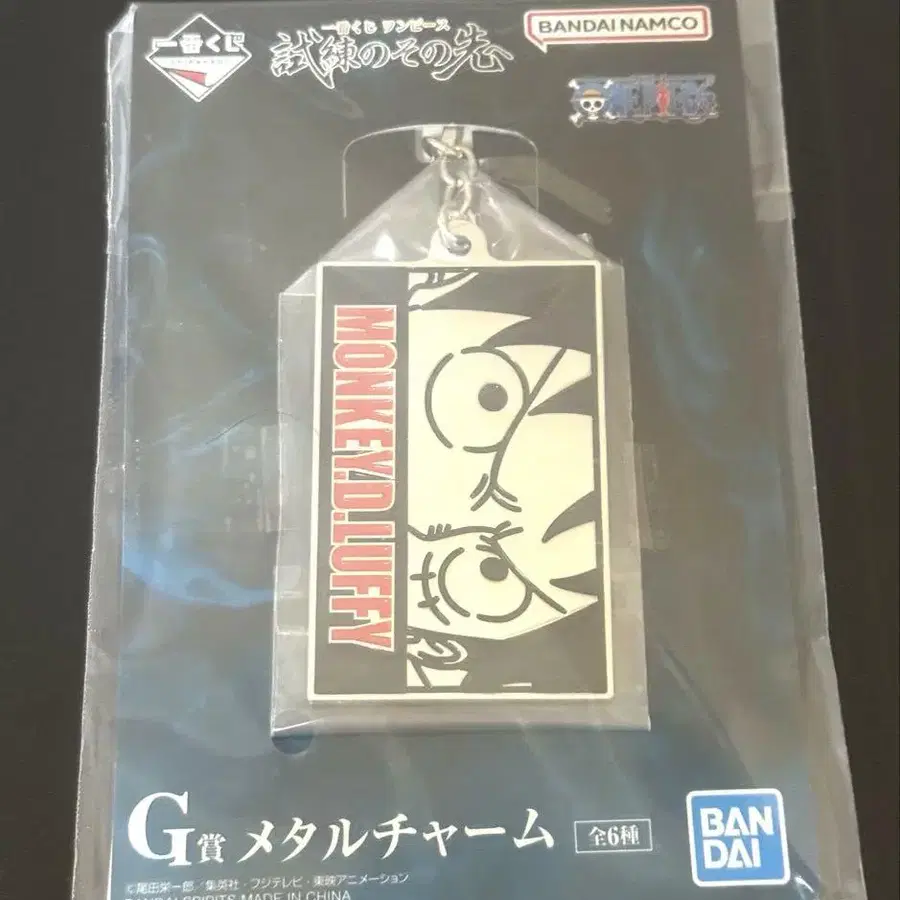 一番くじ
一番くじ ワンピース
試練のその先
BANDAI NAMCO
ONE PIECE
MONKEY.D.LUFFY
G賞 メタルチャーム 全6種
BAN
DAI
©尾田栄一郎／集英社・フジテレビ・東映アニメーション
BANDAI SPIRITS MADE IN CHINA